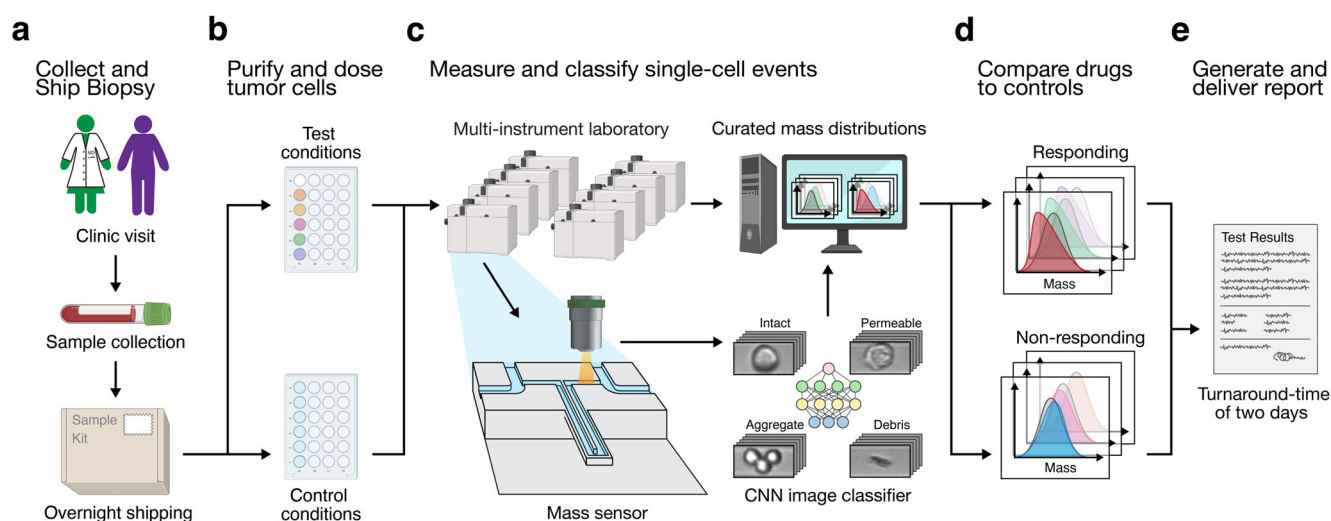 a
Collect and
Ship Biopsy
Clinic visit
Sample collection
Sample
Kit
Overnight shipping
b
Purify and dose
tumor cells
Test
conditions
Control
conditions
c
Measure and classify single-cell events
Multi-instrument laboratory
Mass sensor
Curated mass distributions
Intact
Permeable
Aggregate
Debris
CNN image classifier
d
Compare drugs
to controls
Responding
Mass
Non-responding
Mass
e
Generate and
deliver report
Test Results
Turnaround-time
of two days